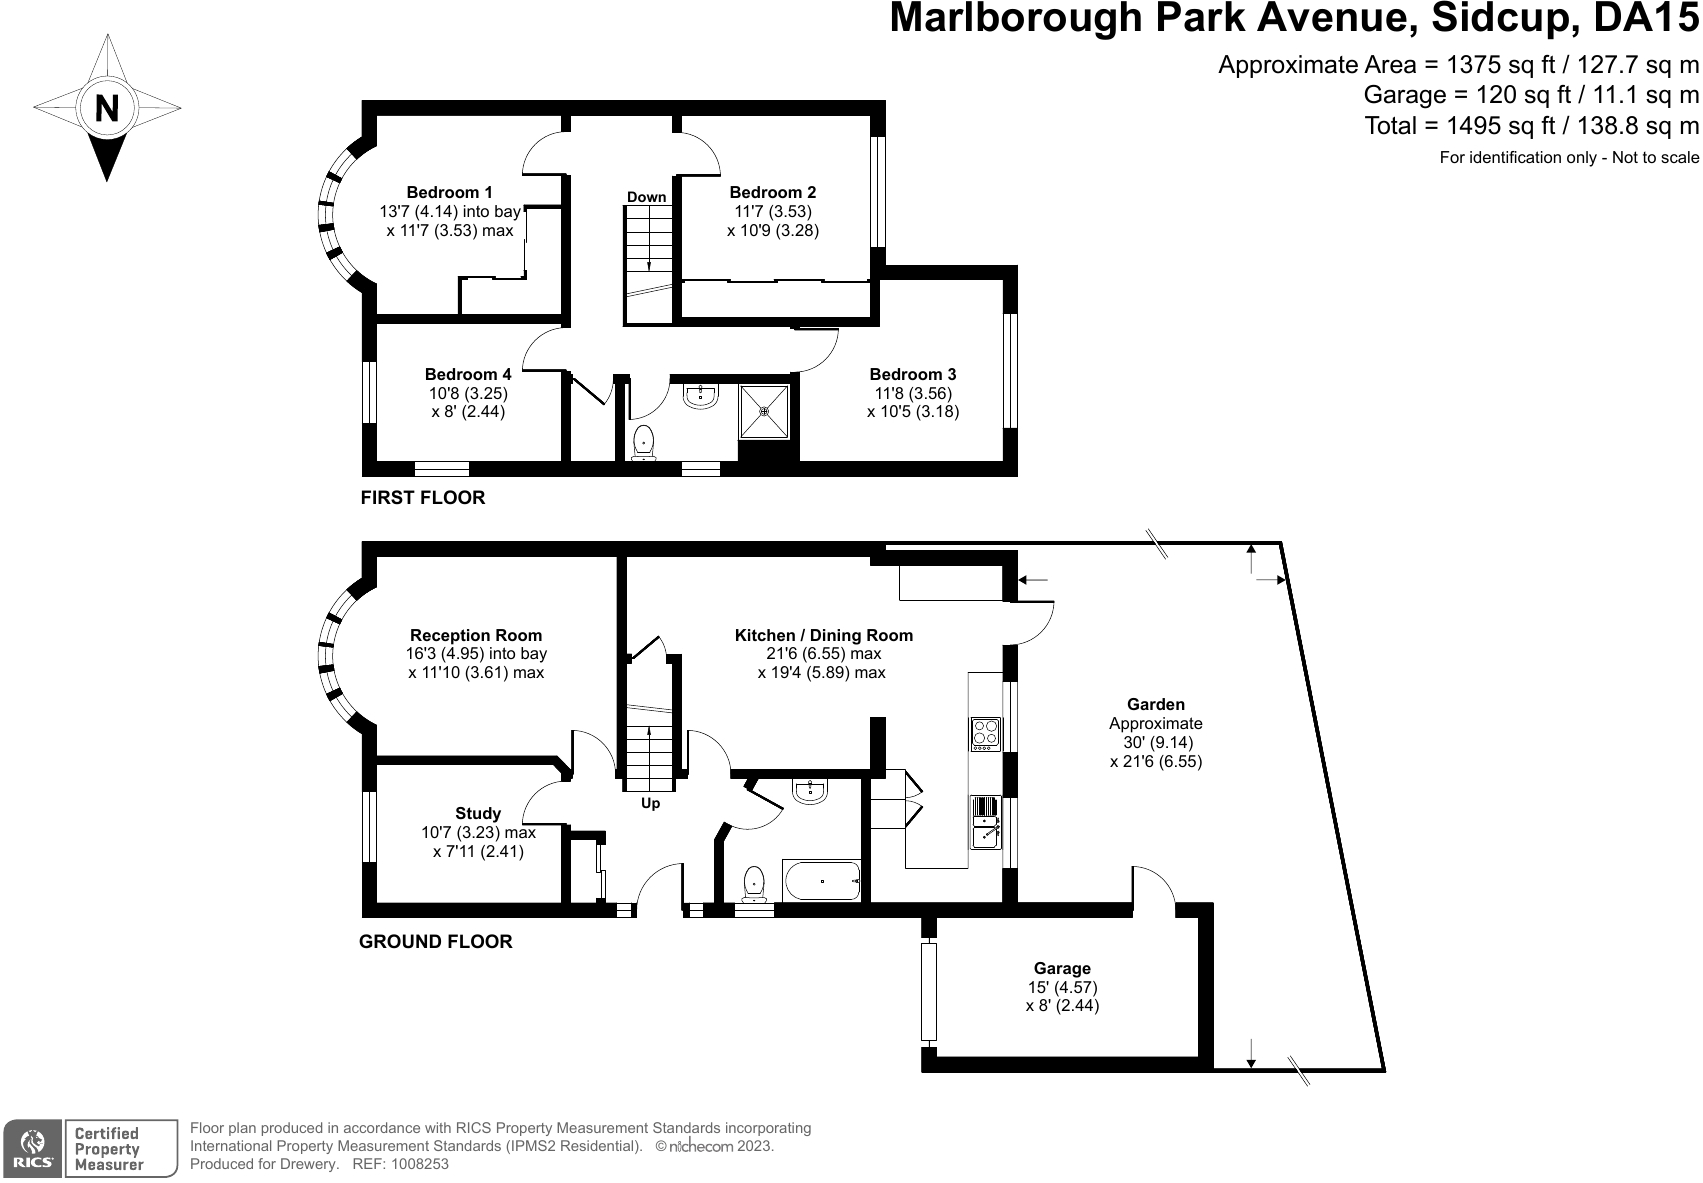 Marlborough Park Avenue, Sidcup, DA15
Approximate Area = 1375 sq ft / 127.7 sq m
Garage = 120 sq ft / 11.1 sq m
Total = 1495 sq ft / 138.8 sq m
For identification only - Not to scale
N
Bedroom 1
13'7 (4.14) into bay
x 11'7 (3.53) max
Down
Bedroom 2
11'7 (3.53)
x 10'9 (3.28)
Bedroom 4
10'8 (3.25)
x 8' (2.44)
Bedroom 3
11'8 (3.56)
x 10'5 (3.18)
FIRST FLOOR
Reception Room
16'3 (4.95) into bay
x 11'10 (3.61) max
Kitchen / Dining Room
21'6 (6.55) max
x 19'4 (5.89) max
Garden
Approximate
30' (9.14)
x 21'6 (6.55)
Study
10'7 (3.23) max
x 7'11 (2.41)
Up
GROUND FLOOR
Garage
15' (4.57)
x 8' (2.44)
RICS
Certified
Property
Measurer
Floor plan produced in accordance with RICS Property Measurement Standards incorporating
International Property Measurement Standards (IPMS2 Residential). © nichecom 2023.
Produced for Drewery. REF: 1008253